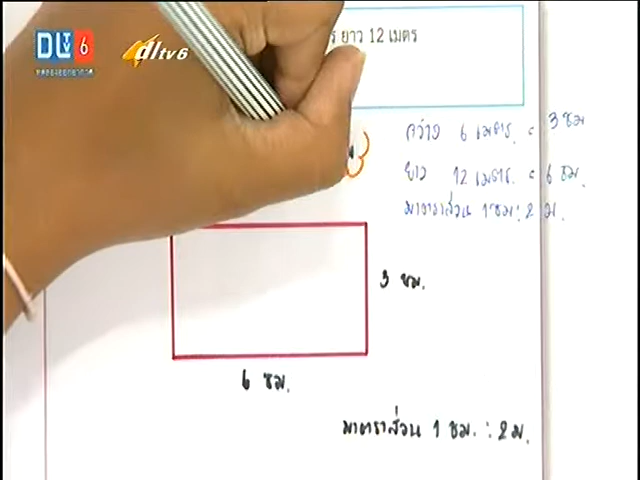 DLTV 6
dltv6
ยาว 12 เมตร
กว้าง 6 เมตร = 3 ซม
ยาว 12 เมตร = 6 ซม.
มาตราส่วน 1 ซม : 2 ม.
3 ซม.
6 ซม.
มาตราส่วน 1 ซม. : 2 ม.